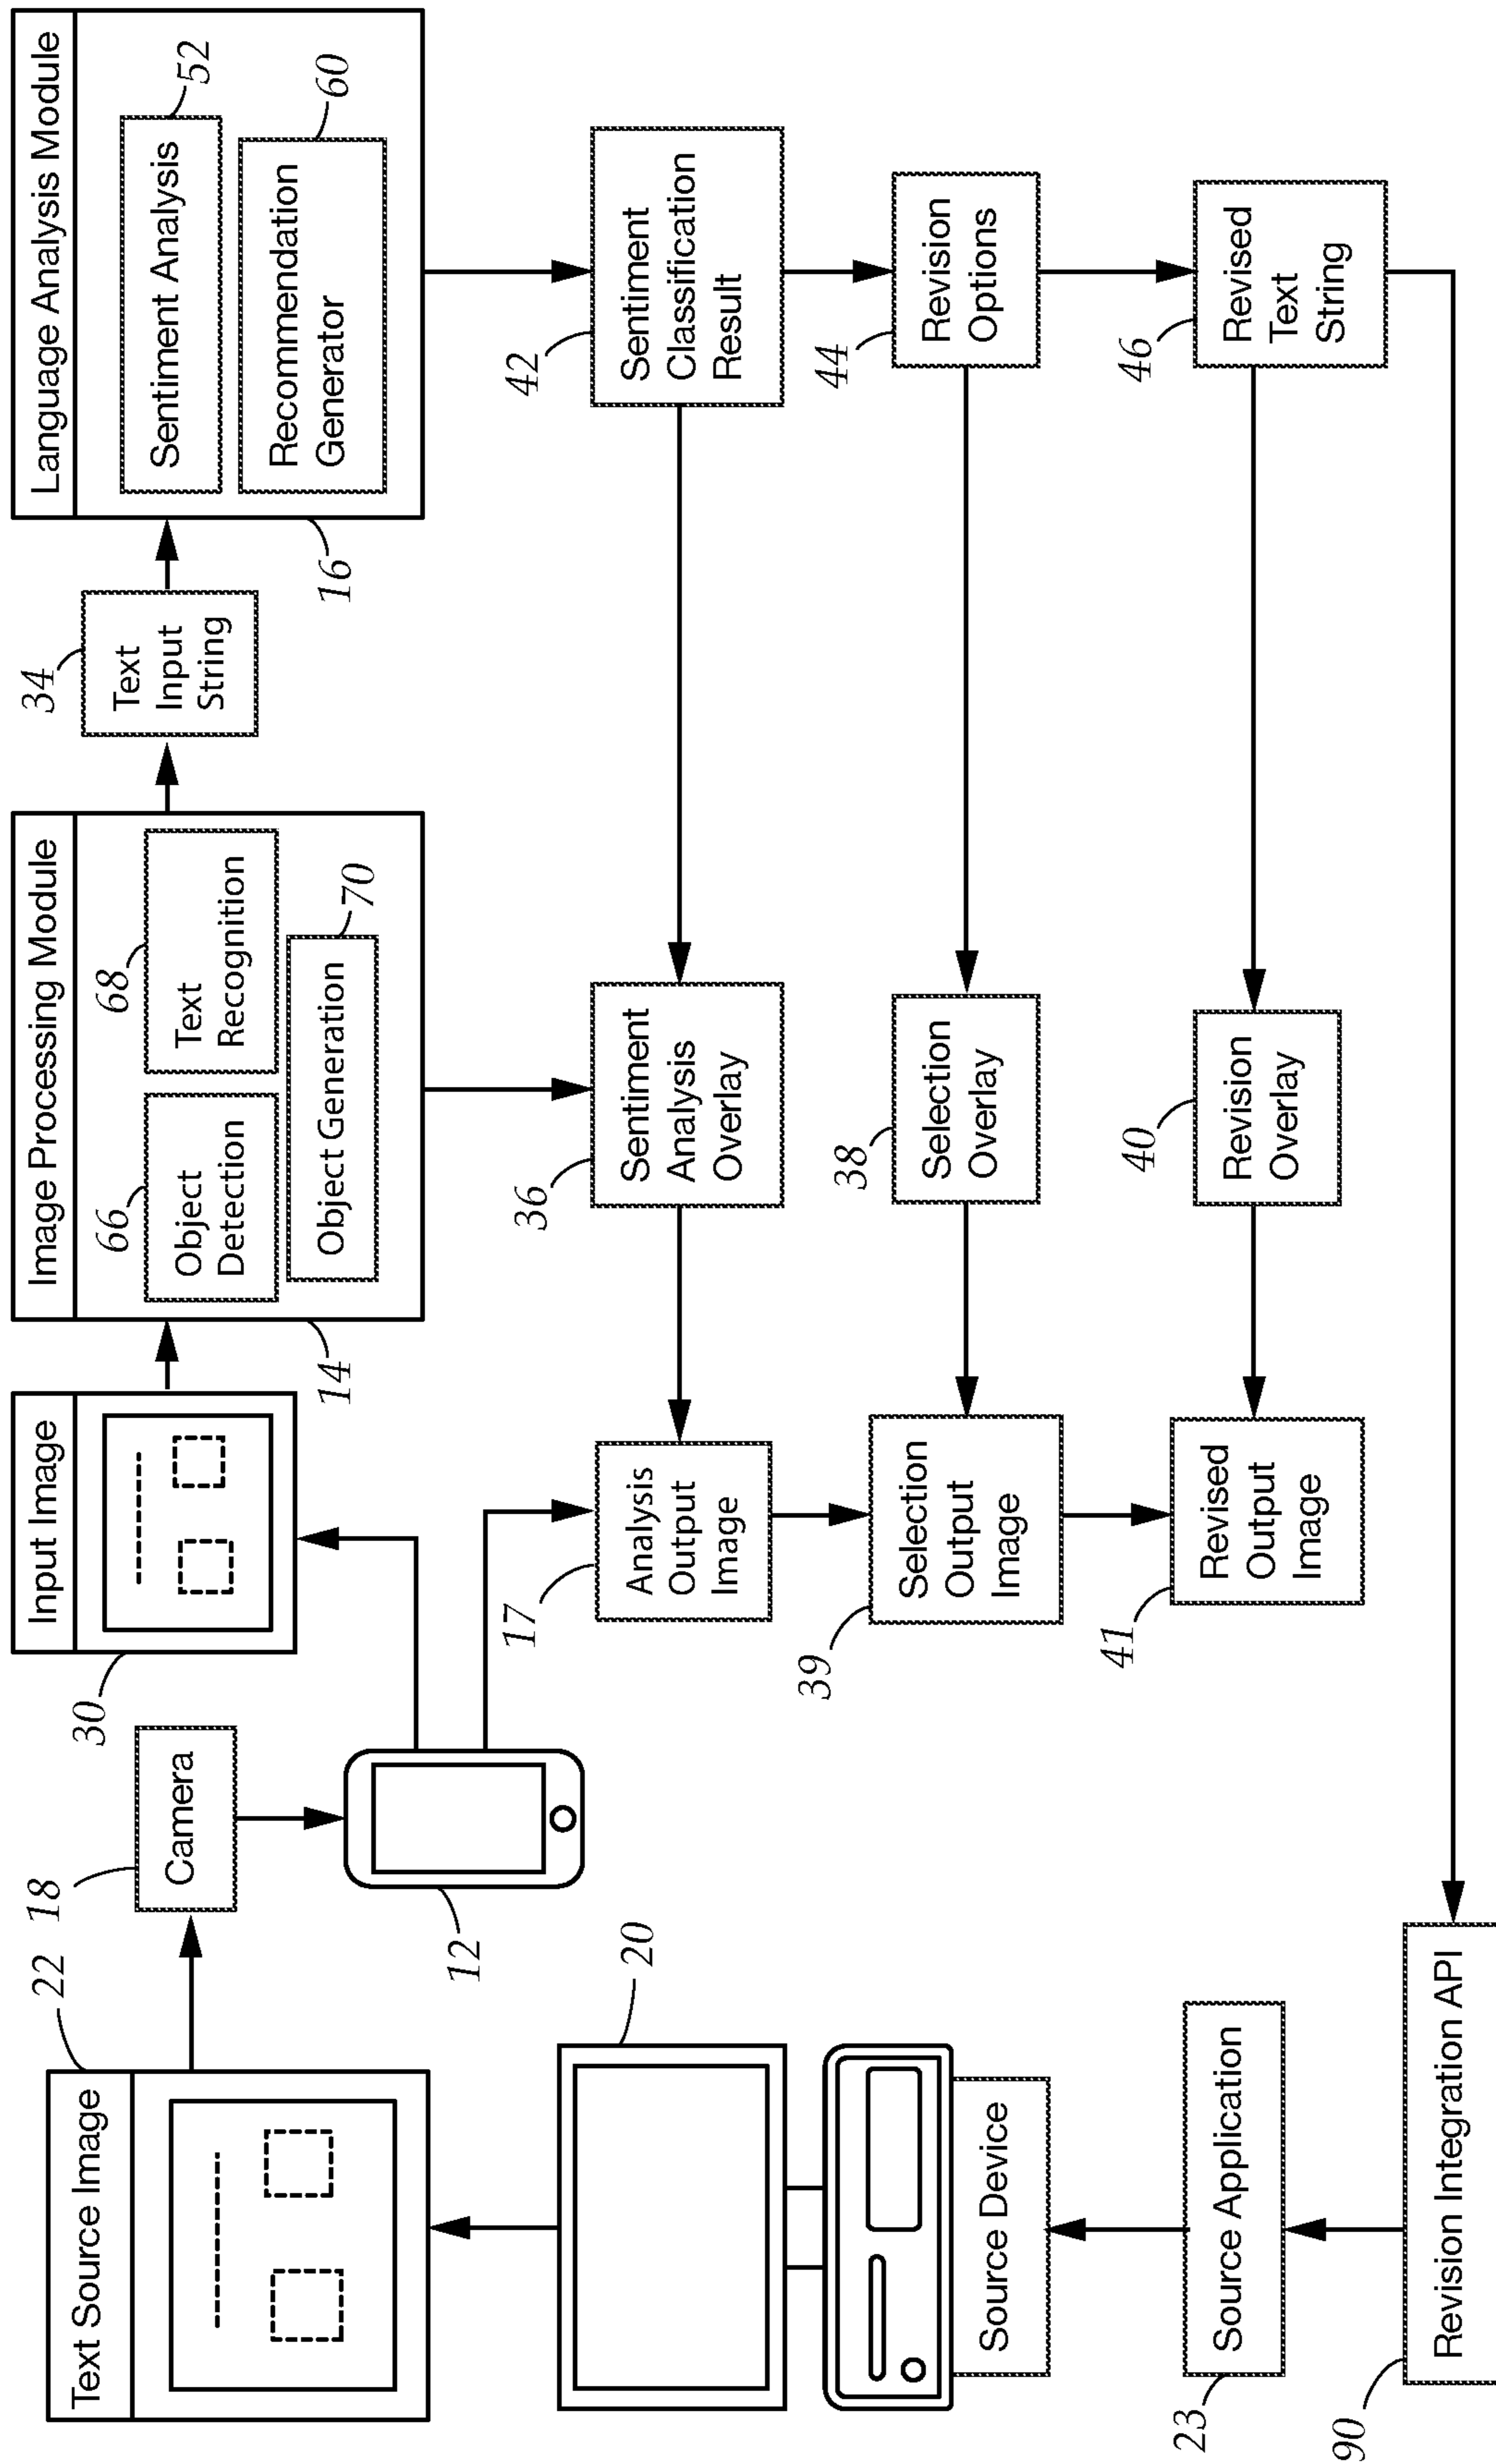 Text Source Image
22
Camera
18
12
Input Image
30
Image Processing Module
14
Object
Detection
66
Text
Recognition
68
Object Generation
70
Text
Input
String
34
Language Analysis Module
16
Sentiment Analysis
52
Recommendation
Generator
60
20
Source Device
Analysis
Output
Image
17
Sentiment
Analysis
Overlay
36
Sentiment
Classification
Result
42
Selection
Output
Image
39
Selection
Overlay
38
Revision
Options
44
Source Application
23
Revised
Output
Image
41
Revision
Overlay
40
Revised
Text
String
46
Revision Integration API
90